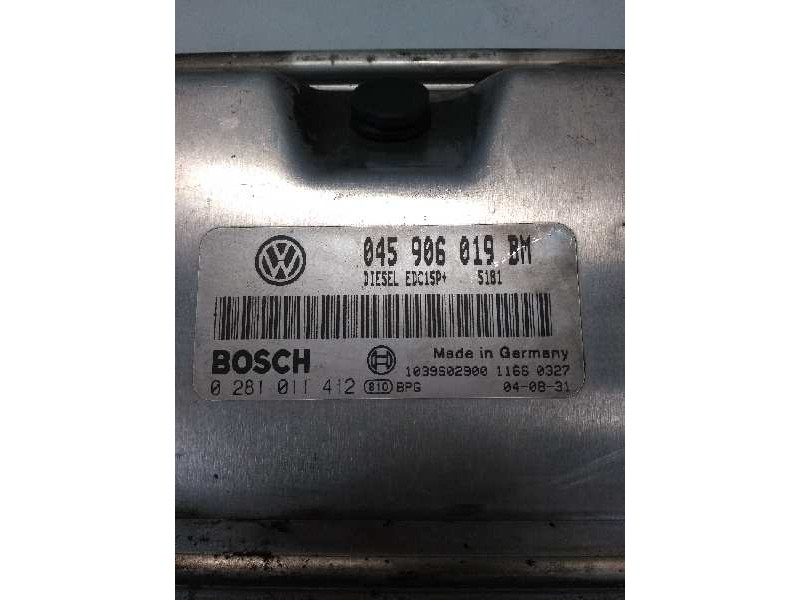 045 906 019 BM
DIESEL EDC15P+ 5181
BOSCH
Made in Germany
1039S02900 1166 0327
0 281 011 412 810 BPG 04-08-31